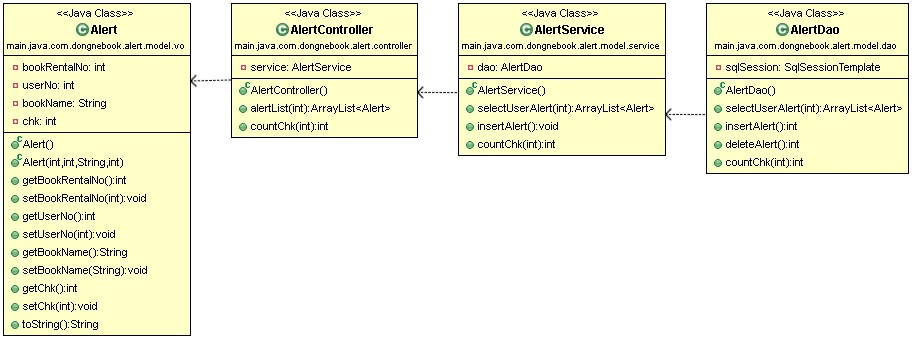 <<Java Class>>
Alert
main.java.com.dongnebook.alert.model.vo
bookRentalNo: int
userNo: int
bookName: String
chk: int
Alert()
Alert(int,int,String,int)
getBookRentalNo():int
setBookRentalNo(int):void
getUserNo():int
setUserNo(int):void
getBookName():String
setBookName(String):void
getChk():int
setChk(int):void
toString():String
<<Java Class>>
AlertController
main.java.com.dongnebook.alert.controller
service: AlertService
AlertController()
alertList(int):ArrayList<Alert>
countChk(int):int
<<Java Class>>
AlertService
main.java.com.dongnebook.alert.model.service
dao: AlertDao
AlertService()
selectUserAlert(int):ArrayList<Alert>
insertAlert():void
countChk(int):int
<<Java Class>>
AlertDao
main.java.com.dongnebook.alert.model.dao
sqlSession: SqlSessionTemplate
AlertDao()
selectUserAlert(int):ArrayList<Alert>
insertAlert():int
deleteAlert():int
countChk(int):int